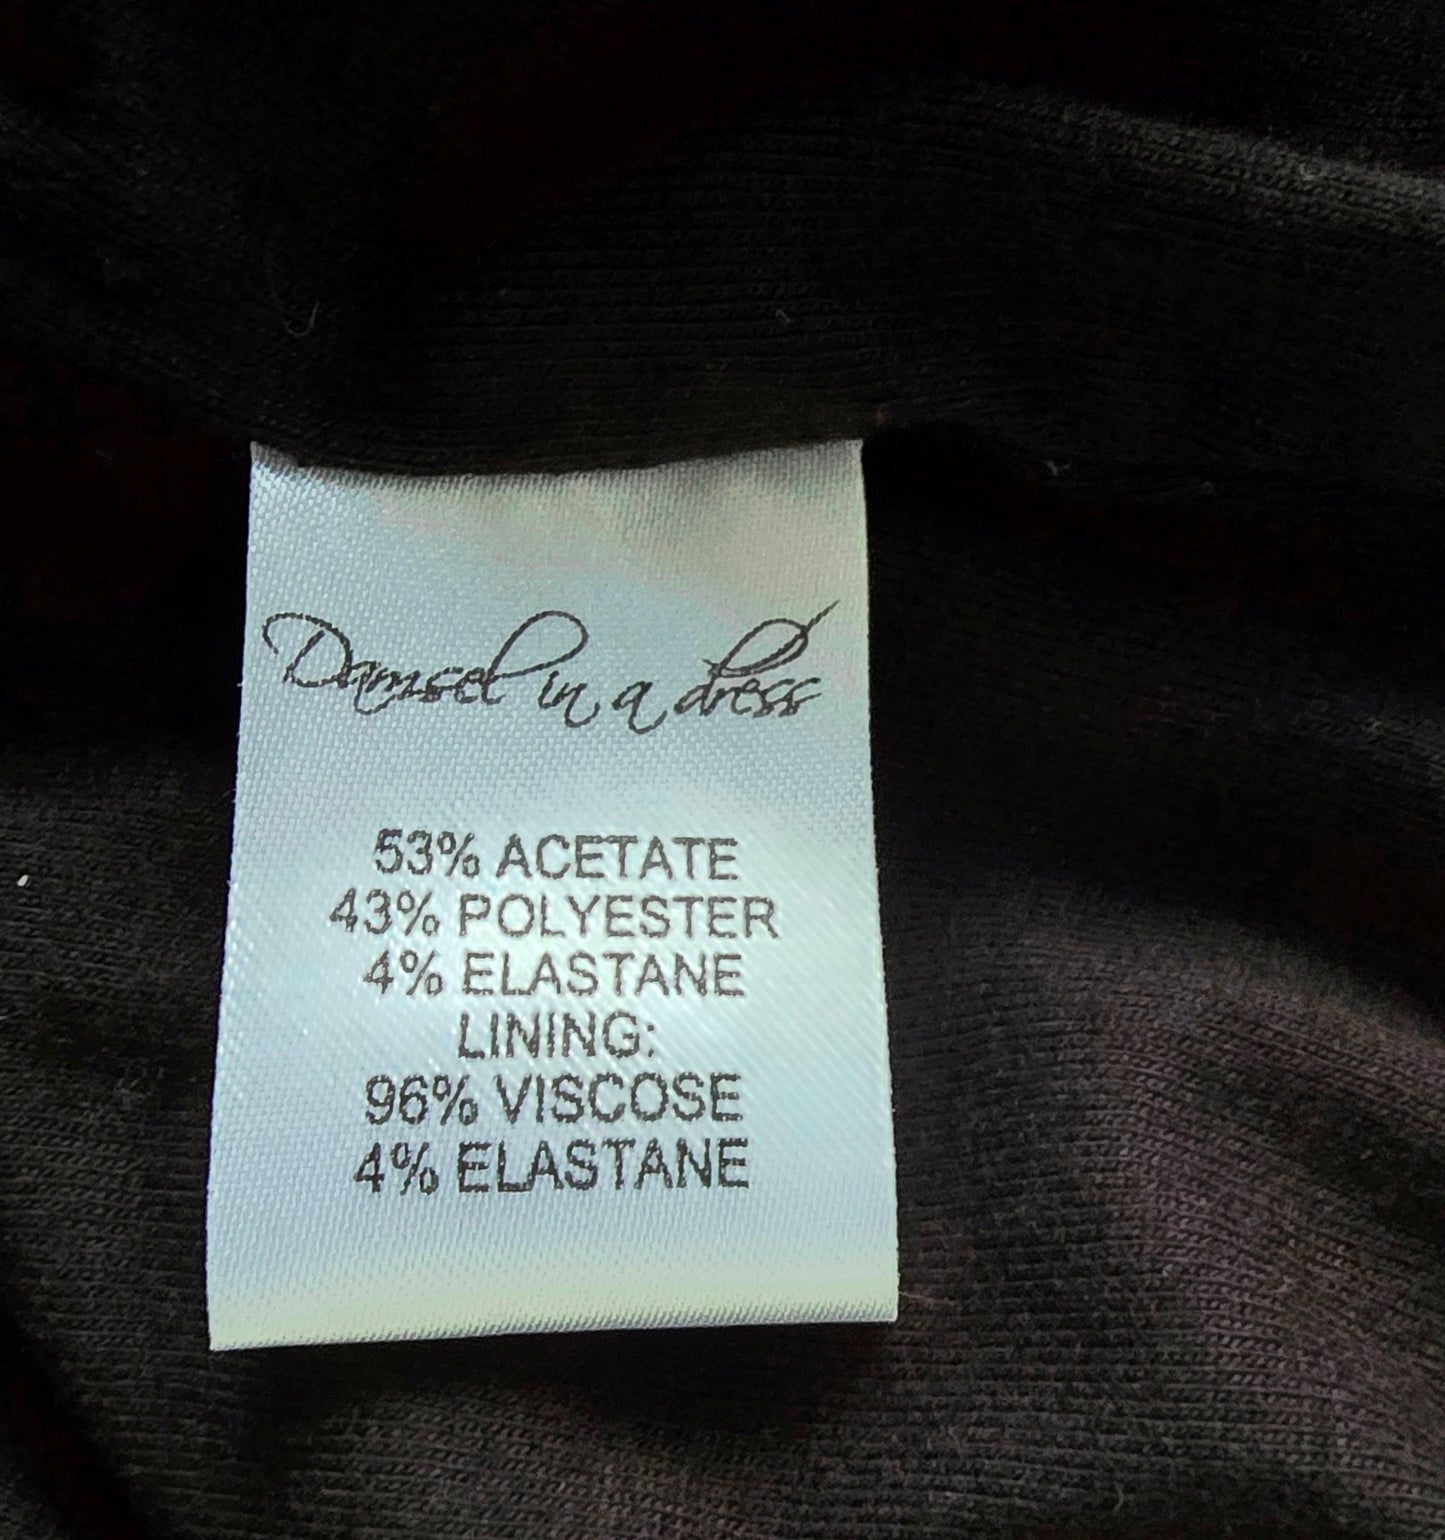 Damsel in a dress
53% ACETATE
43% POLYESTER
4% ELASTANE
LINING:
96% VISCOSE
4% ELASTANE